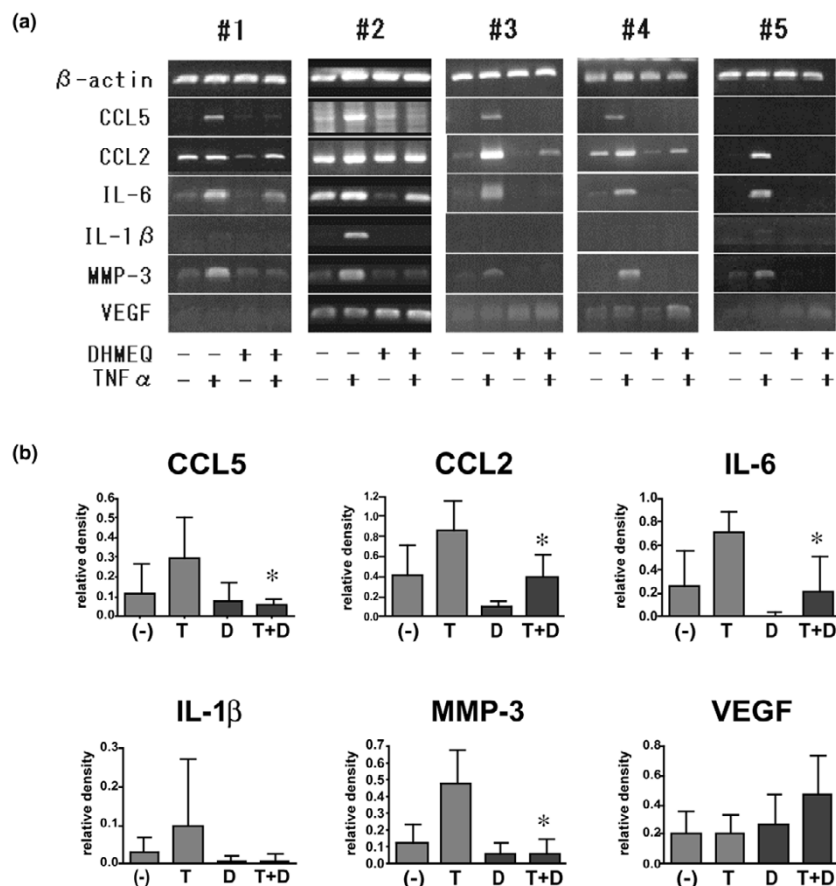 (a)
#1 #2 #3 #4 #5
β-actin
CCL5
CCL2
IL-6
IL-1β
MMP-3
VEGF
DHMEQ − − + + − − + + − − + + − − + + − − + +
TNFα − + − + − + − + − + − + − + − + − + − +
(b)
CCL5 CCL2 IL-6
relative density
0.6
0.5
0.4
0.3
0.2
0.1
0.0
(-) T D T+D
*
relative density
1.2
1.0
0.8
0.6
0.4
0.2
0.0
(-) T D T+D
*
relative density
1.0
0.8
0.6
0.4
0.2
0.0
(-) T D T+D
*
IL-1β MMP-3 VEGF
relative density
0.3
0.2
0.1
0.0
(-) T D T+D
relative density
0.7
0.6
0.5
0.4
0.3
0.2
0.1
0.0
(-) T D T+D
*
relative density
0.8
0.6
0.4
0.2
0.0
(-) T D T+D